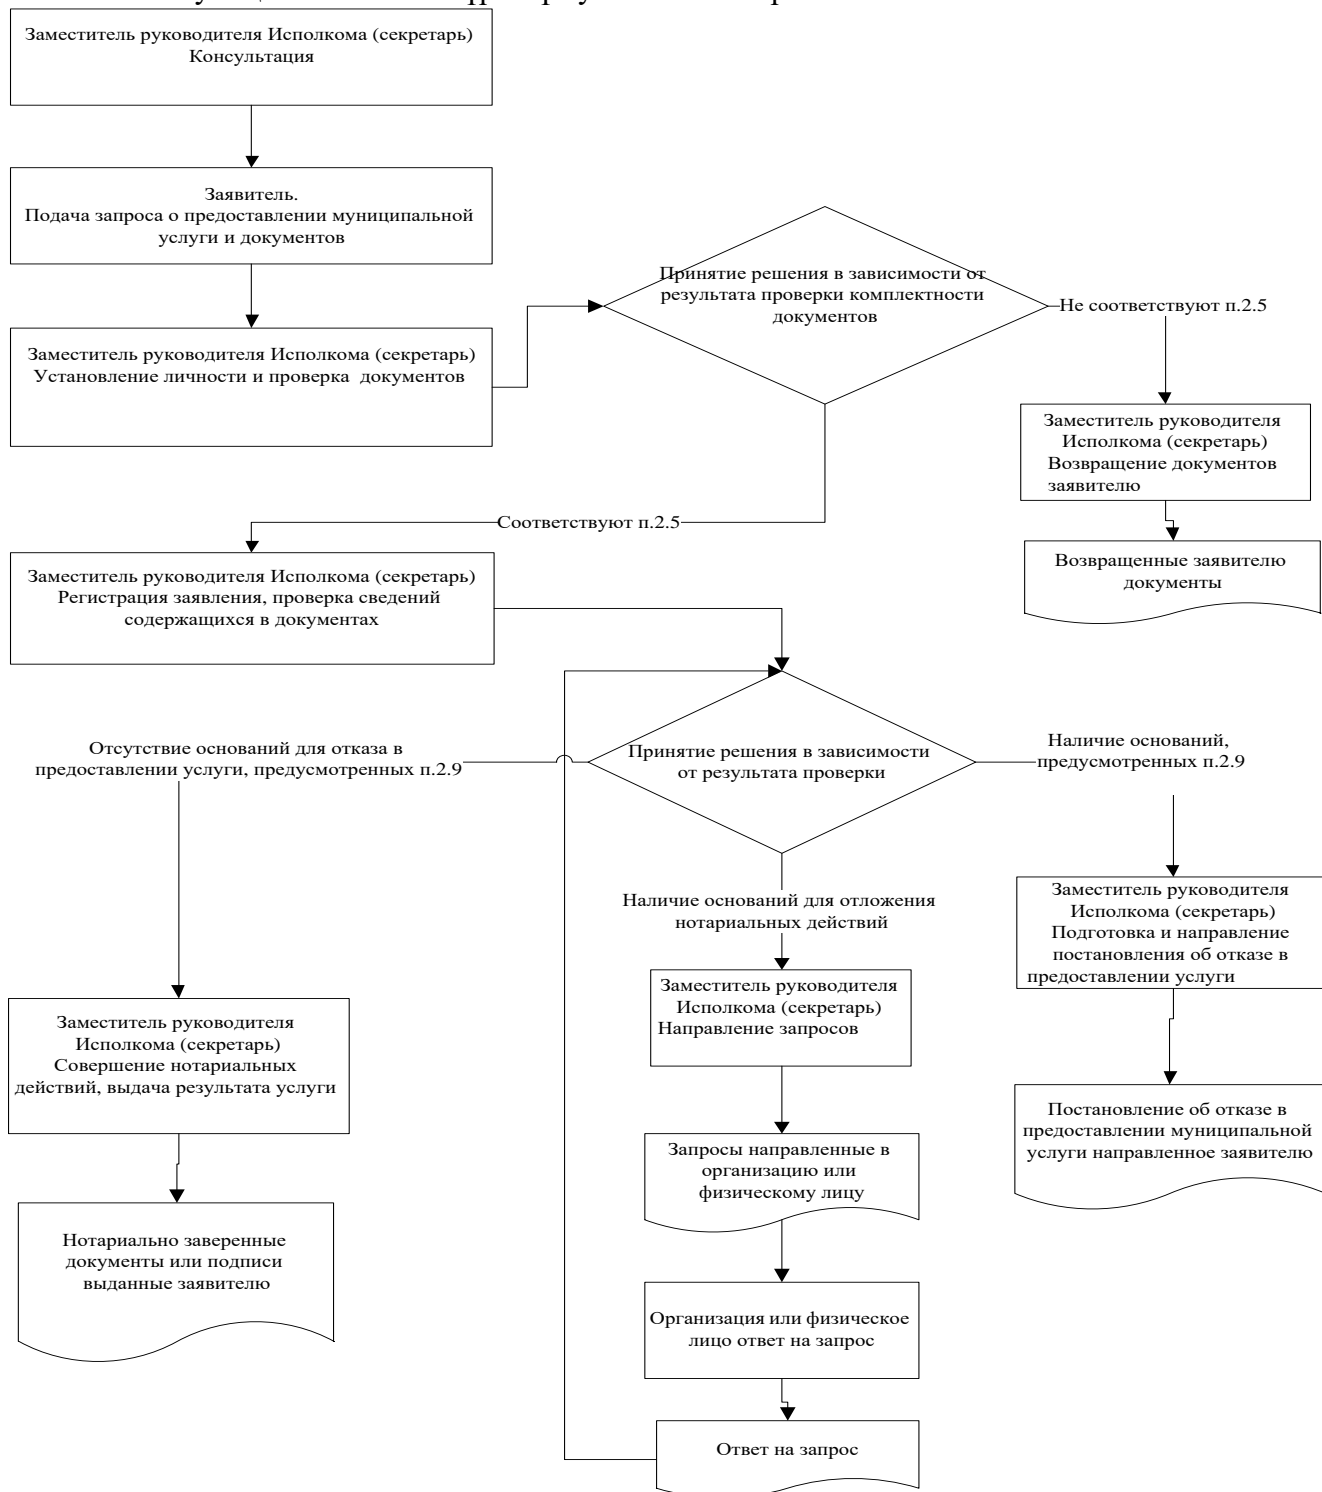 Заместитель руководителя Исполкома (секретарь)
Консультация
Заявитель.
Подача запроса о предоставлении муниципальной
услуги и документов
Заместитель руководителя Исполкома (секретарь)
Установление личности и проверка документов
Принятие решения в зависимости от
результата проверки комплектности
документов
Не соответствуют п.2.5
Заместитель руководителя
Исполкома (секретарь)
Возвращение документов
заявителю
Возвращенные заявителю
документы
Соответствуют п.2.5
Заместитель руководителя Исполкома (секретарь)
Регистрация заявления, проверка сведений
содержащихся в документах
Принятие решения в зависимости
от результата проверки
Отсутствие оснований для отказа в
предоставлении услуги, предусмотренных п.2.9
Наличие оснований,
предусмотренных п.2.9
Наличие оснований для отложения
нотариальных действий
Заместитель руководителя
Исполкома (секретарь)
Подготовка и направление
постановления об отказе в
предоставлении услуги
Заместитель руководителя
Исполкома (секретарь)
Направление запросов
Заместитель руководителя
Исполкома (секретарь)
Совершение нотариальных
действий, выдача результата услуги
Постановление об отказе в
предоставлении муниципальной
услуги направленное заявителю
Запросы направленные в
организацию или
физическому лицу
Нотариально заверенные
документы или подписи
выданные заявителю
Организация или физическое
лицо ответ на запрос
Ответ на запрос